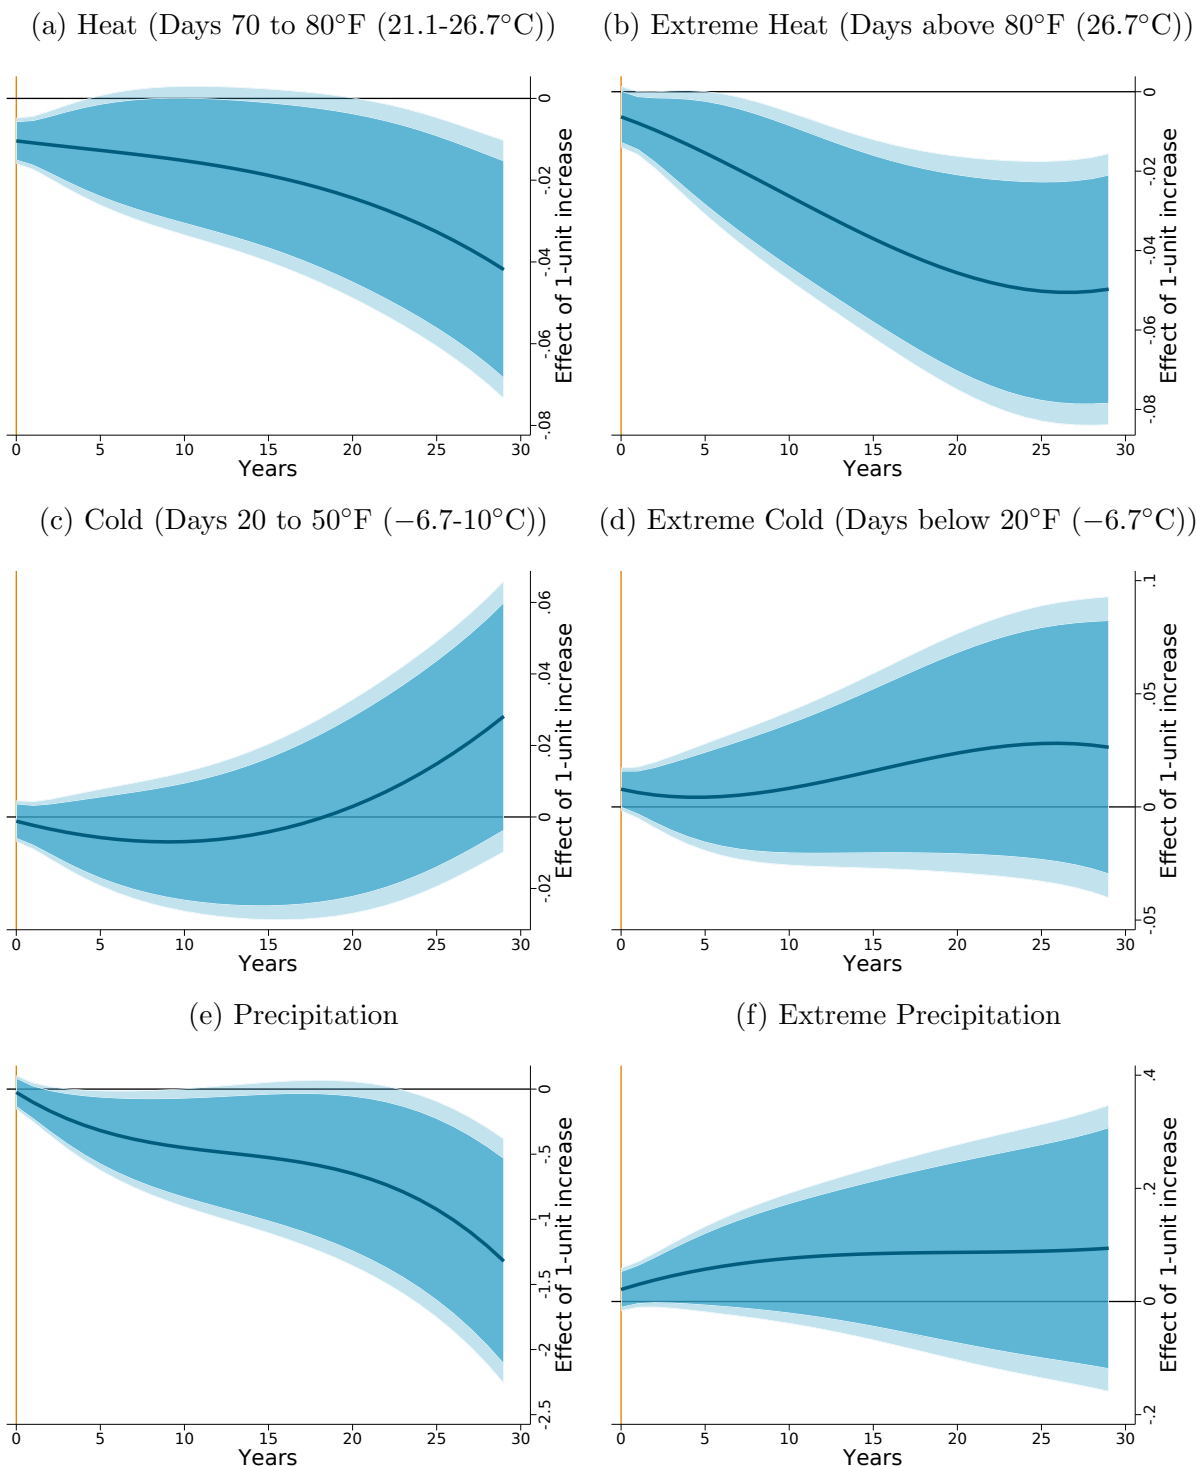 (a) Heat (Days 70 to 80°F (21.1-26.7°C))
0
-.02
-.04
-.06
-.08
Effect of 1-unit increase
0 5 10 15 20 25 30
Years
(b) Extreme Heat (Days above 80°F (26.7°C))
0
-.02
-.04
-.06
-.08
Effect of 1-unit increase
0 5 10 15 20 25 30
Years
(c) Cold (Days 20 to 50°F (−6.7-10°C))
.06
.04
.02
0
-.02
Effect of 1-unit increase
0 5 10 15 20 25 30
Years
(d) Extreme Cold (Days below 20°F (−6.7°C))
.1
.05
0
-.05
Effect of 1-unit increase
0 5 10 15 20 25 30
Years
(e) Precipitation
0
-.5
-1
-1.5
-2
-2.5
Effect of 1-unit increase
0 5 10 15 20 25 30
Years
(f) Extreme Precipitation
.4
.2
0
-.2
Effect of 1-unit increase
0 5 10 15 20 25 30
Years